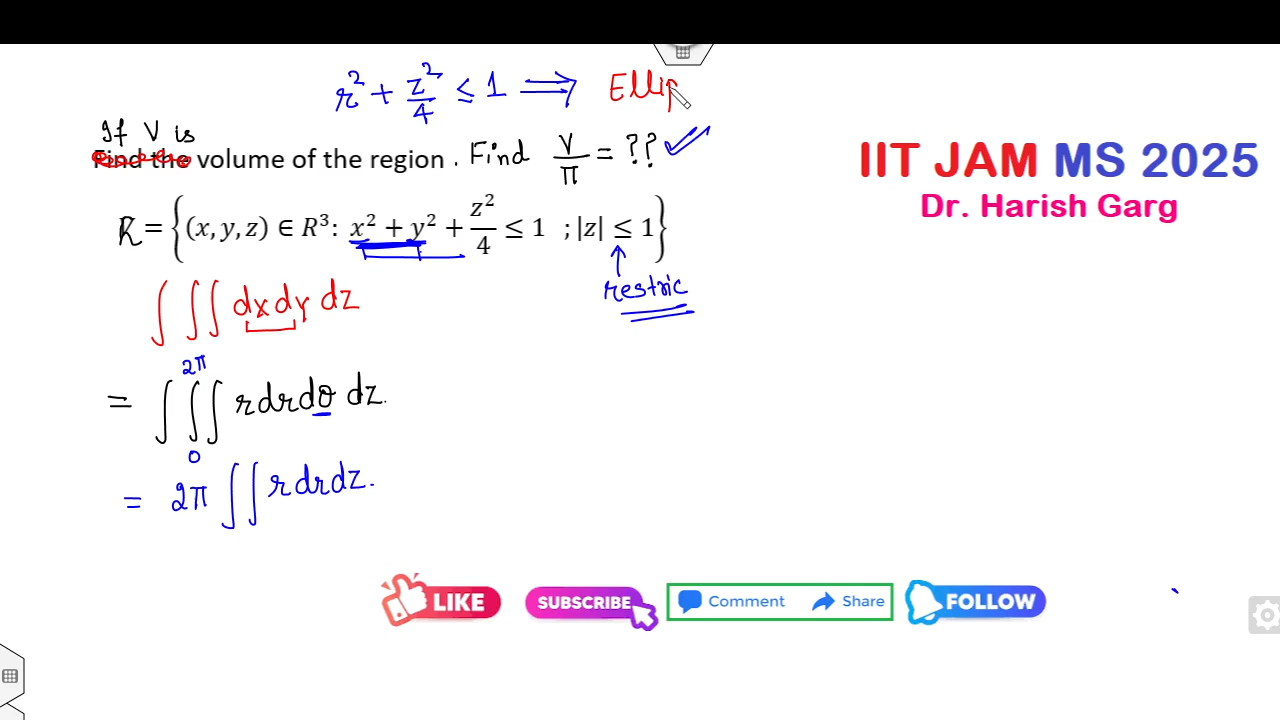 r² + z²/4 ≤ 1 ⟹ Ellip
If V is
Find the volume of the region . Find V/π = ??
IIT JAM MS 2025
Dr. Harish Garg
R = {(x, y, z) ∈ R³: x² + y² + z²/4 ≤ 1 ; |z| ≤ 1}
restric
∫∫∫ dx dy dz
= ∫∫₀^2π∫ r dr dθ dz.
= 2π ∫∫ r dr dz.
LIKE SUBSCRIBE Comment Share FOLLOW